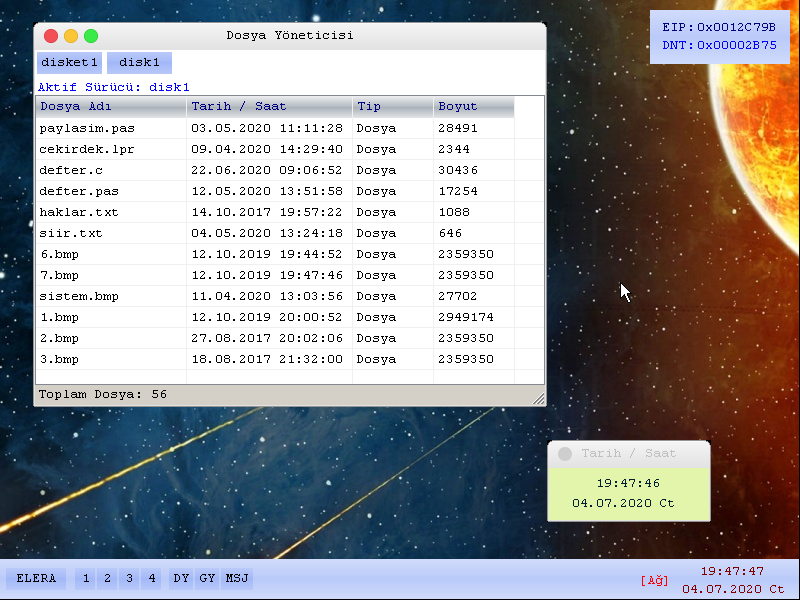 Dosya Yöneticisi
disket1 disk1
Aktif Sürücü: disk1
Dosya Adı Tarih / Saat Tip Boyut
paylasim.pas 03.05.2020 11:11:28 Dosya 28491
cekirdek.lpr 09.04.2020 14:29:40 Dosya 2344
defter.c 22.06.2020 09:06:52 Dosya 30436
defter.pas 12.05.2020 13:51:58 Dosya 17254
haklar.txt 14.10.2017 19:57:22 Dosya 1088
siir.txt 04.05.2020 13:24:18 Dosya 646
6.bmp 12.10.2019 19:44:52 Dosya 2359350
7.bmp 12.10.2019 19:47:46 Dosya 2359350
sistem.bmp 11.04.2020 13:03:56 Dosya 27702
1.bmp 12.10.2019 20:00:52 Dosya 2949174
2.bmp 27.08.2017 20:02:06 Dosya 2359350
3.bmp 18.08.2017 21:32:00 Dosya 2359350
Toplam Dosya: 56
EIP:0x0012C79B
DNT:0x00002B75
Tarih / Saat
19:47:46
04.07.2020 Ct
ELERA 1 2 3 4 DY GY MSJ
[Ağ]
19:47:47
04.07.2020 Ct